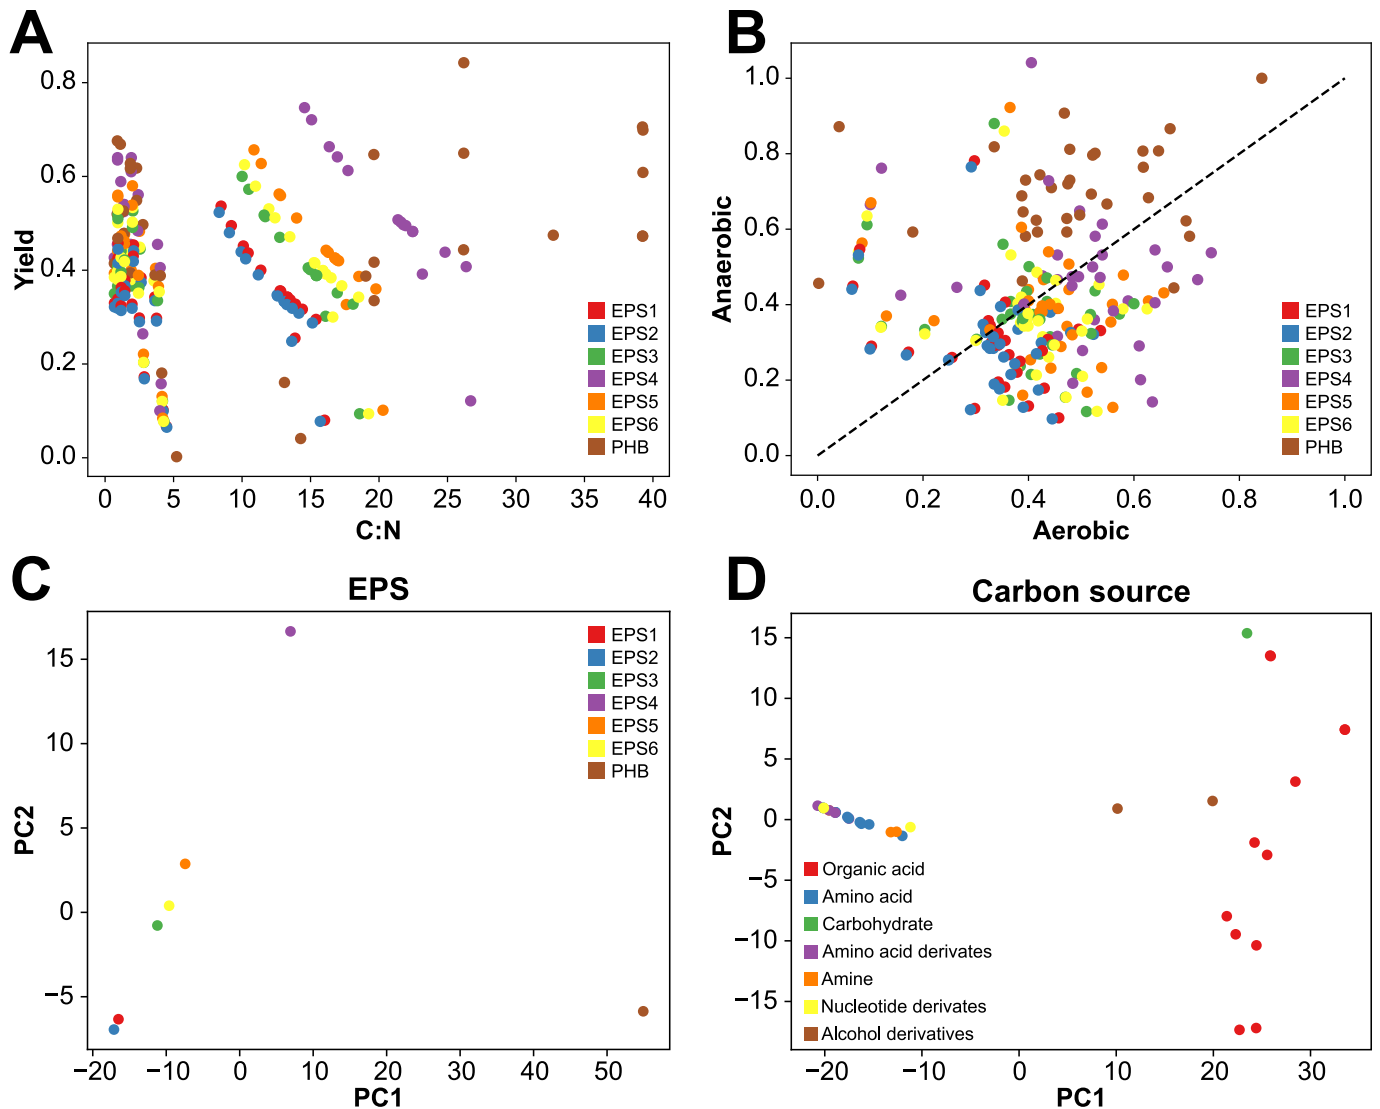 A
Yield
0.8
0.6
0.4
0.2
0.0
0 5 10 15 20 25 30 35 40
C:N
EPS1
EPS2
EPS3
EPS4
EPS5
EPS6
PHB
B
Anaerobic
1.0
0.8
0.6
0.4
0.2
0.0
0.0 0.2 0.4 0.6 0.8 1.0
Aerobic
EPS1
EPS2
EPS3
EPS4
EPS5
EPS6
PHB
C
EPS
PC2
15
10
5
0
−5
−20 −10 0 10 20 30 40 50
PC1
EPS1
EPS2
EPS3
EPS4
EPS5
EPS6
PHB
D
Carbon source
PC2
15
10
5
0
−5
−10
−15
−20 −10 0 10 20 30
PC1
Organic acid
Amino acid
Carbohydrate
Amino acid derivates
Amine
Nucleotide derivates
Alcohol derivatives